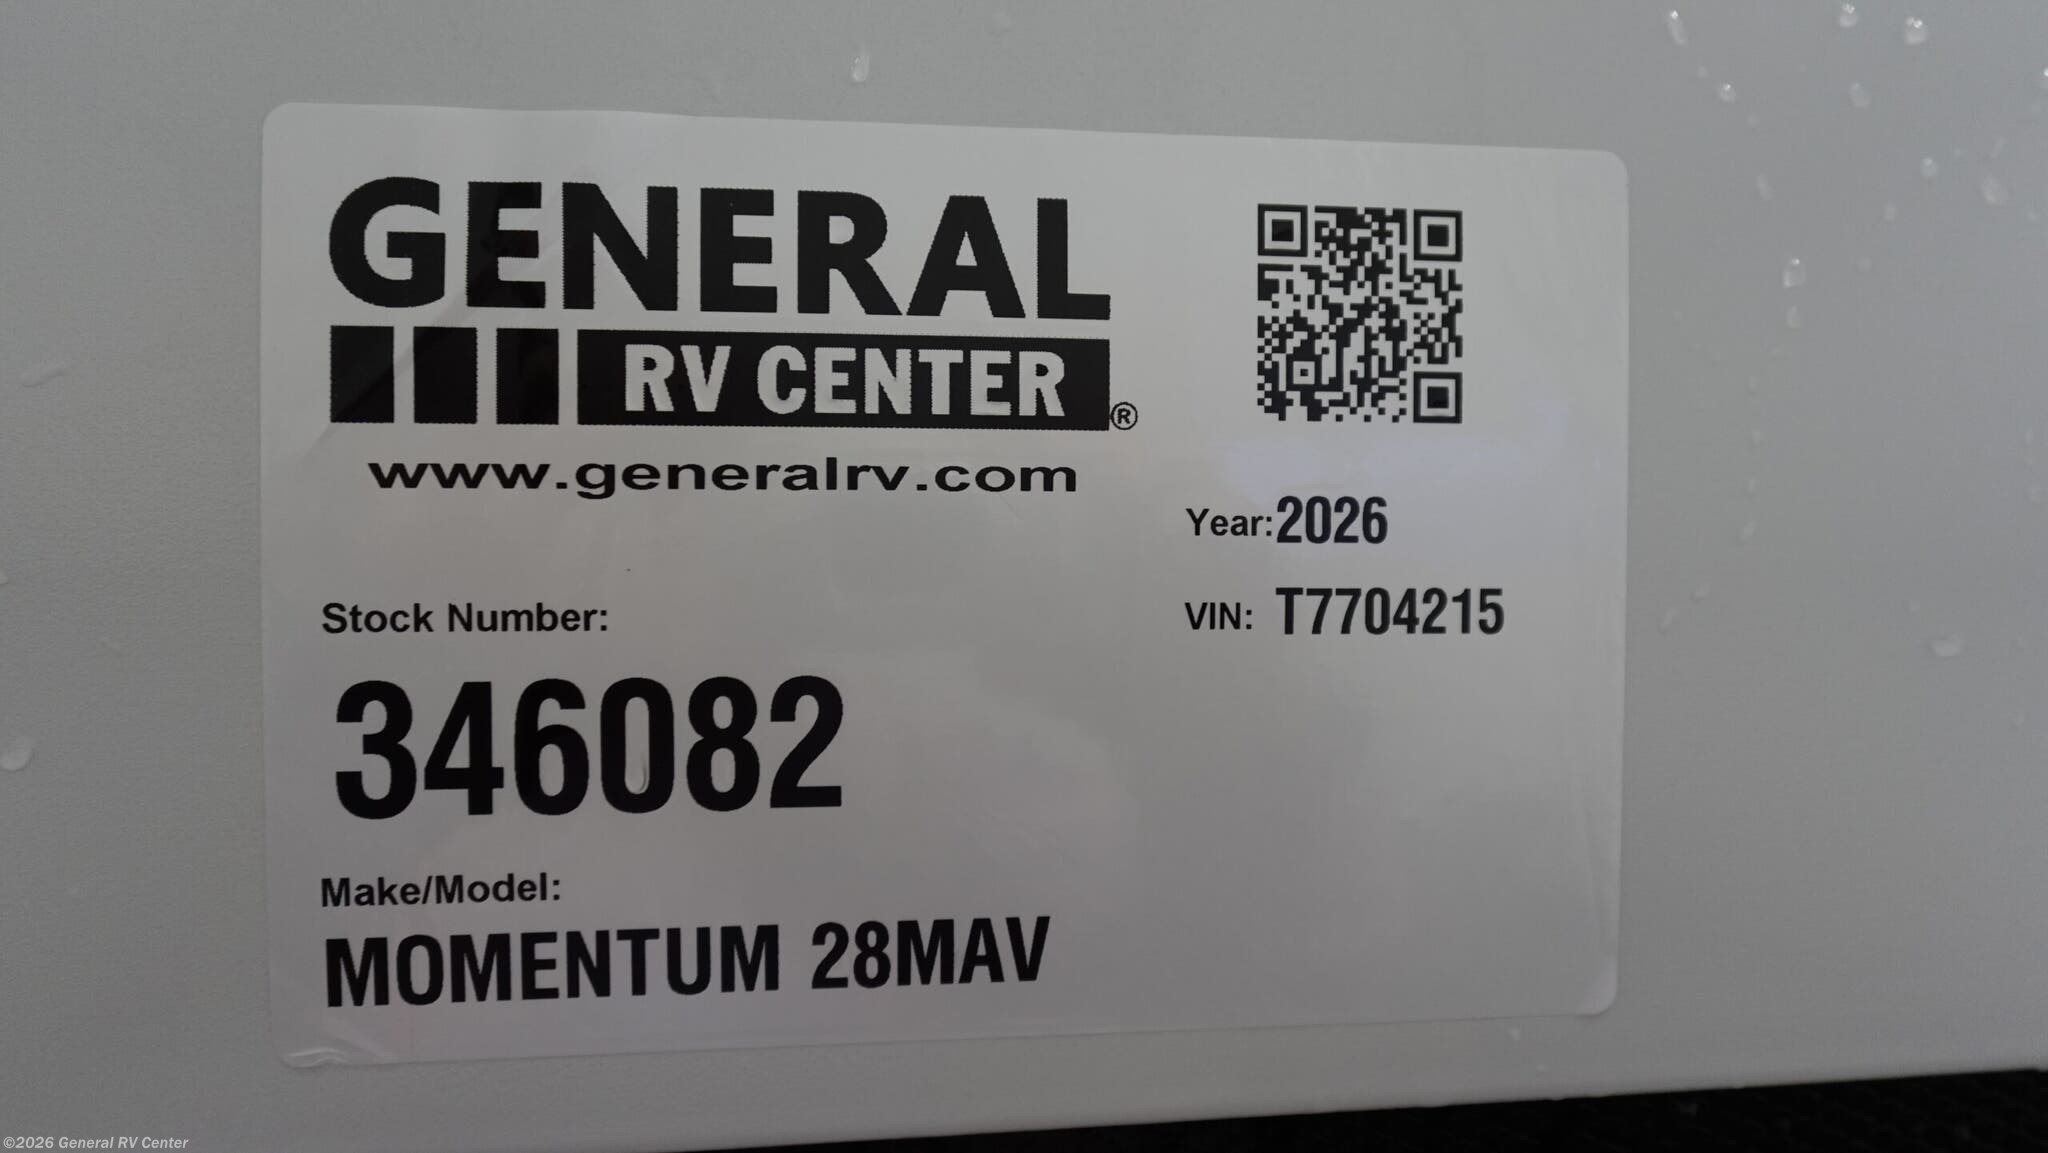 GENERAL
RV CENTER®
www.generalrv.com
Year: 2026
VIN: T7704215
Stock Number:
346082
Make/Model:
MOMENTUM 28MAV
©2026 General RV Center